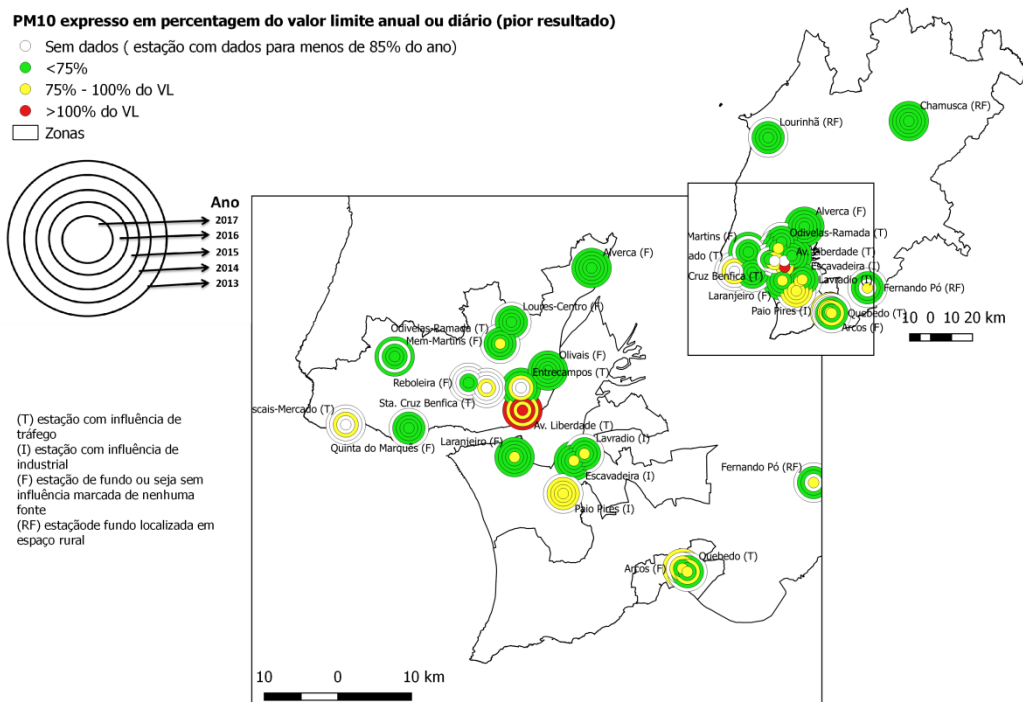 PM10 expresso em percentagem do valor limite anual ou diário (pior resultado)
Sem dados ( estação com dados para menos de 85% do ano)
<75%
75% - 100% do VL
>100% do VL
Zonas
Ano
2017
2016
2015
2014
2013
Chamusca (RF)
Lourinhã (RF)
Alverca (F)
Odivelas-Ramada (T)
Martins (F)
Av. Liberdade (T)
ado (T)
Escavadeira (I)
Cruz Benfica (T)
Lavradio (I)
Laranjeiro (F)
Fernando Pó (RF)
Paio Pires (I)
Quebedo (T)
Arcos (F)
10 0 10 20 km
Alverca (F)
Loures-Centro (F)
Odivelas-Ramada (T)
Mem-Martins (F)
Olivais (F)
Entrecampos (T)
Reboleira (F)
Sta. Cruz Benfica (T)
scais-Mercado (T)
Av. Liberdade (T)
Quinta do Marquês (F)
Laranjeiro (F)
Lavradio (I)
Escavadeira (I)
Fernando Pó (RF)
Paio Pires (I)
Quebedo (T)
Arcos (F)
(T) estação com influência de
tráfego
(I) estação com influência de
industrial
(F) estação de fundo ou seja sem
influência marcada de nenhuma
fonte
(RF) estaçãode fundo localizada em
espaço rural
10 0 10 km